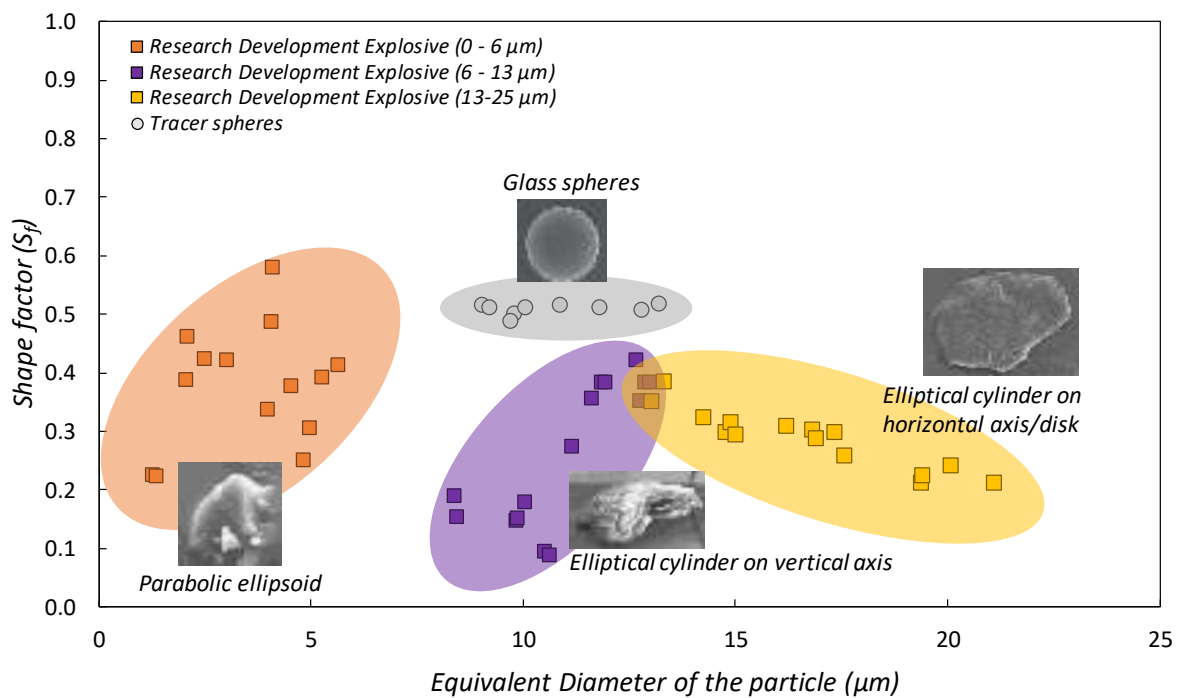 1.0
0.9
0.8
0.7
0.6
0.5
0.4
0.3
0.2
0.1
0.0
Shape factor (Sf)
Research Development Explosive (0 - 6 µm)
Research Development Explosive (6 - 13 µm)
Research Development Explosive (13-25 µm)
Tracer spheres
Glass spheres
Elliptical cylinder on
horizontal axis/disk
Elliptical cylinder on vertical axis
Parabolic ellipsoid
0 5 10 15 20 25
Equivalent Diameter of the particle (µm)